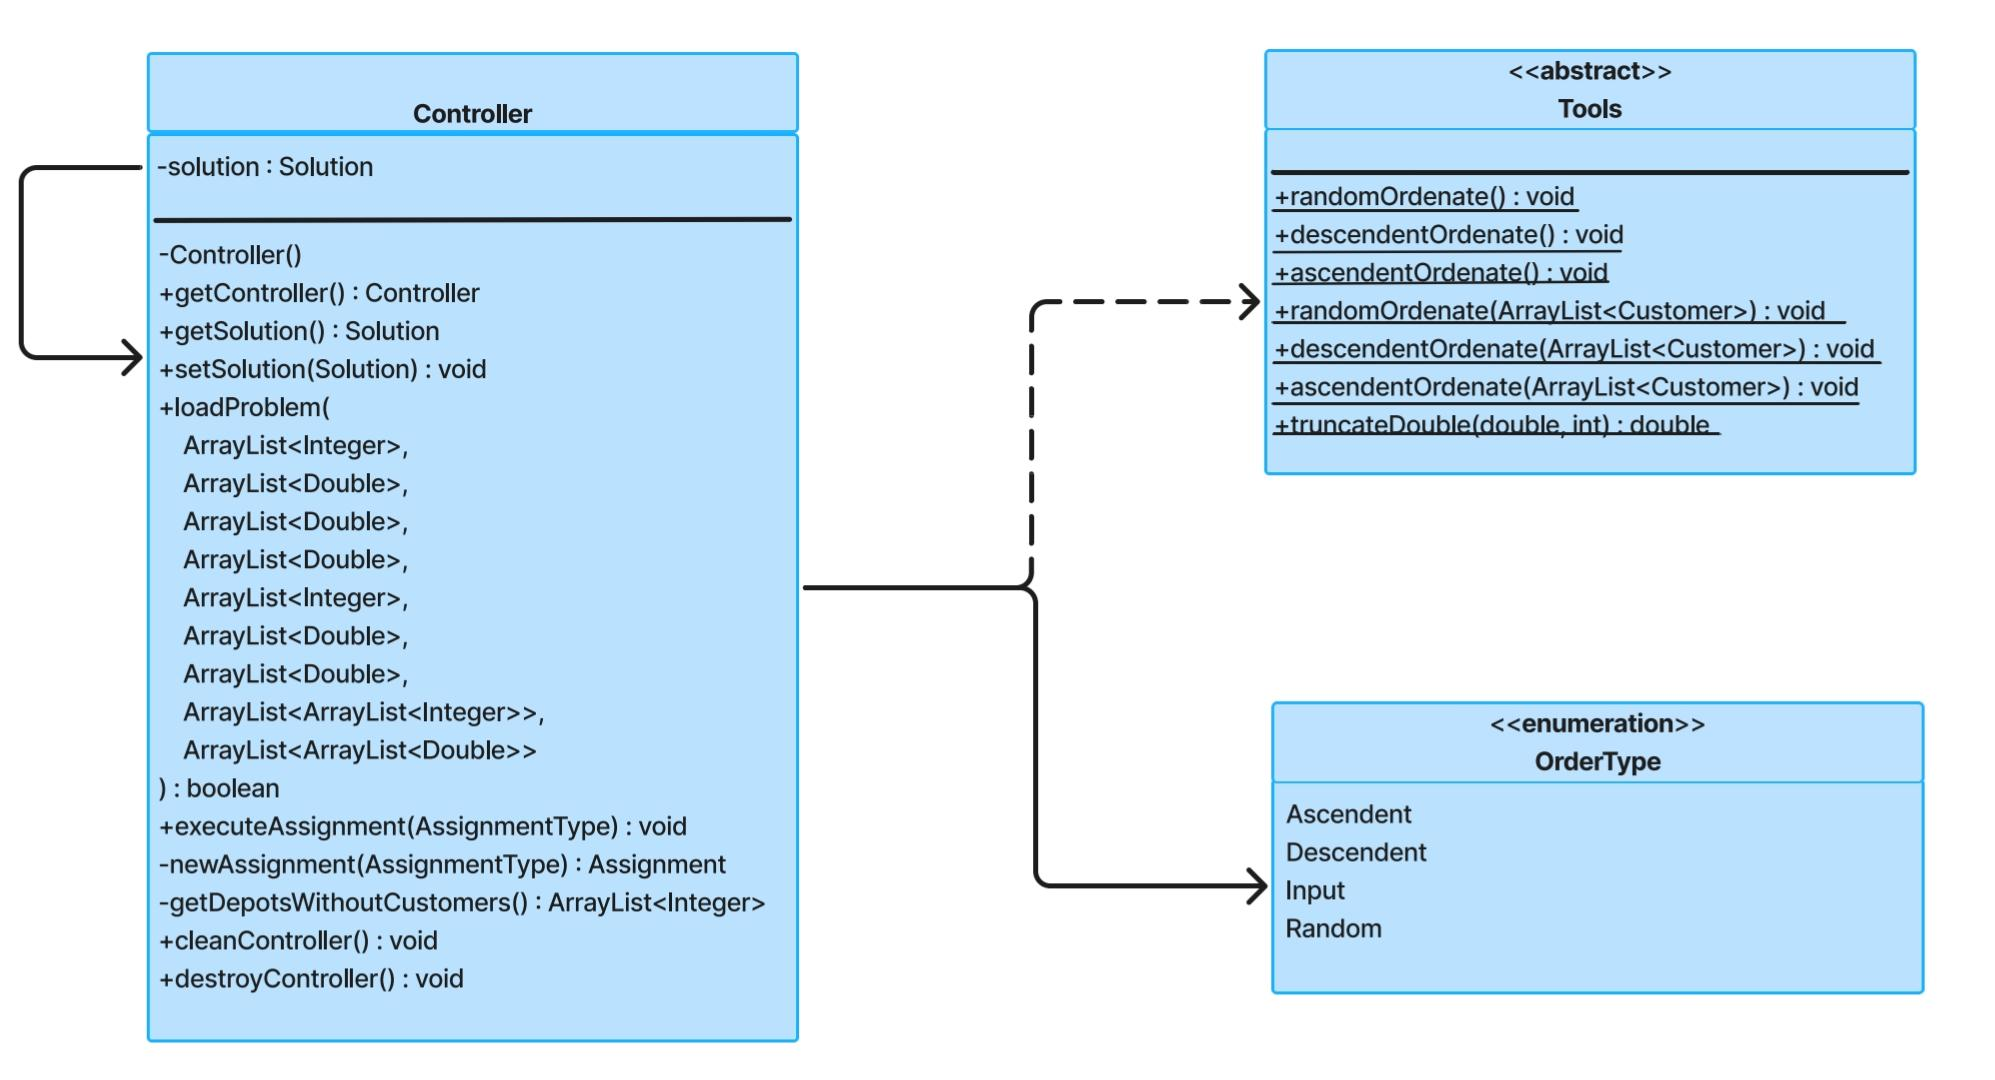 Controller
-solution : Solution
-Controller()
+getController() : Controller
+getSolution() : Solution
+setSolution(Solution) : void
+loadProblem(
ArrayList<Integer>,
ArrayList<Double>,
ArrayList<Double>,
ArrayList<Double>,
ArrayList<Integer>,
ArrayList<Double>,
ArrayList<Double>,
ArrayList<ArrayList<Integer>>,
ArrayList<ArrayList<Double>>
) : boolean
+executeAssignment(AssignmentType) : void
-newAssignment(AssignmentType) : Assignment
-getDepotsWithoutCustomers() : ArrayList<Integer>
+cleanController() : void
+destroyController() : void
<<abstract>>
Tools
+randomOrdenate() : void
+descendentOrdenate() : void
+ascendentOrdenate() : void
+randomOrdenate(ArrayList<Customer>) : void
+descendentOrdenate(ArrayList<Customer>) : void
+ascendentOrdenate(ArrayList<Customer>) : void
+truncateDouble(double, int) : double
<<enumeration>>
OrderType
Ascendent
Descendent
Input
Random